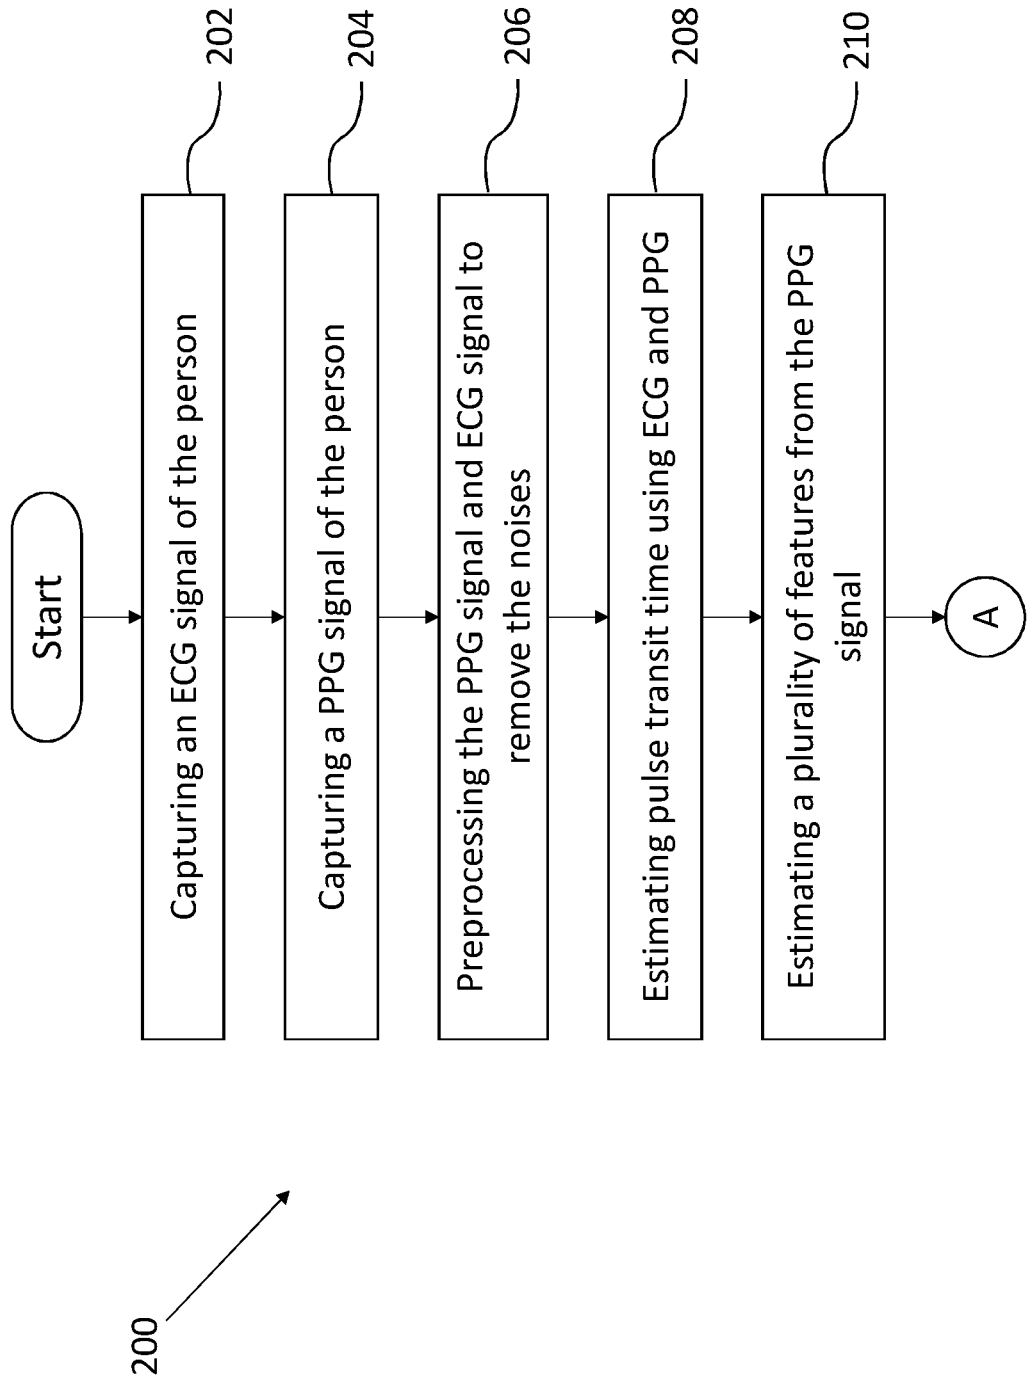 Start
Capturing an ECG signal of the person
202
Capturing a PPG signal of the person
204
Preprocessing the PPG signal and ECG signal to
remove the noises
206
Estimating pulse transit time using ECG and PPG
208
Estimating a plurality of features from the PPG
signal
210
A
200